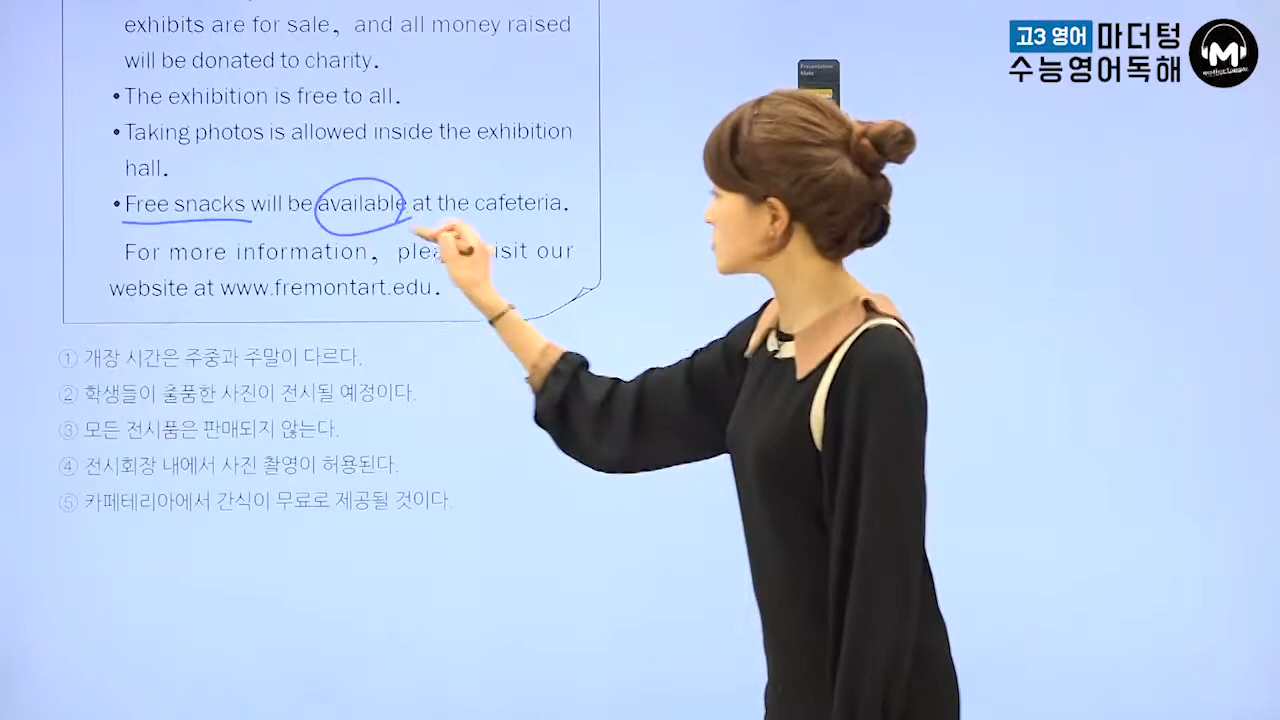 exhibits are for sale, and all money raised
will be donated to charity.
•The exhibition is free to all.
•Taking photos is allowed inside the exhibition
hall.
•Free snacks will be available at the cafeteria.
For more information, visit our
website at www.fremontart.edu.
① 개장 시간은 주중과 주말이 다르다.
② 학생들이 출품한 사진이 전시될 예정이다.
③ 모든 전시품은 판매되지 않는다.
④ 전시회장 내에서 사진 촬영이 허용된다.
⑤ 카페테리아에서 간식이 무료로 제공될 것이다.
고3 영어 마더텅
수능영어독해
M
Presentation
Mate